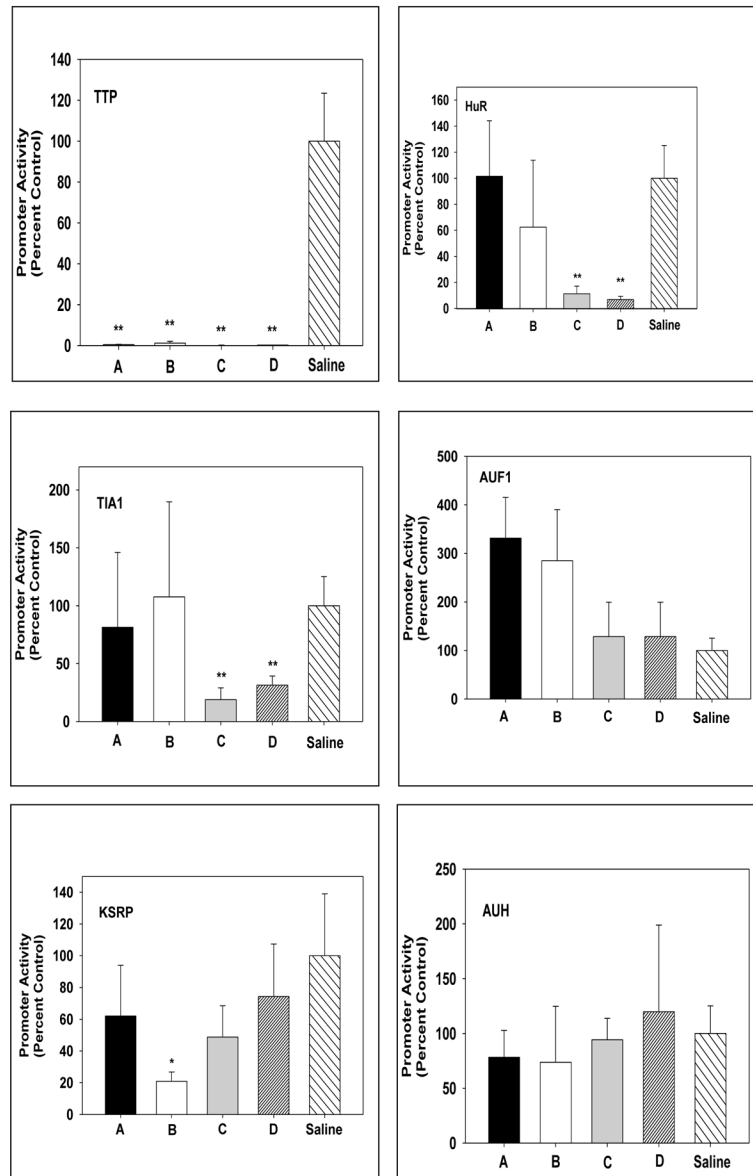 TTP
Promoter Activity
(Percent Control)
140
120
100
80
60
40
20
0
**
**
**
**
A B C D Saline
HuR
Promoter Activity
(Percent Control)
160
140
120
100
80
60
40
20
0
**
**
A B C D Saline
TIA1
Promoter Activity
(Percent Control)
200
150
100
50
0
**
**
A B C D Saline
AUF1
Promoter Activity
(Percent Control)
500
400
300
200
100
0
A B C D Saline
KSRP
Promoter Activity
(Percent Control)
140
120
100
80
60
40
20
0
*
A B C D Saline
AUH
Promoter Activity
(Percent Control)
250
200
150
100
50
0
A B C D Saline